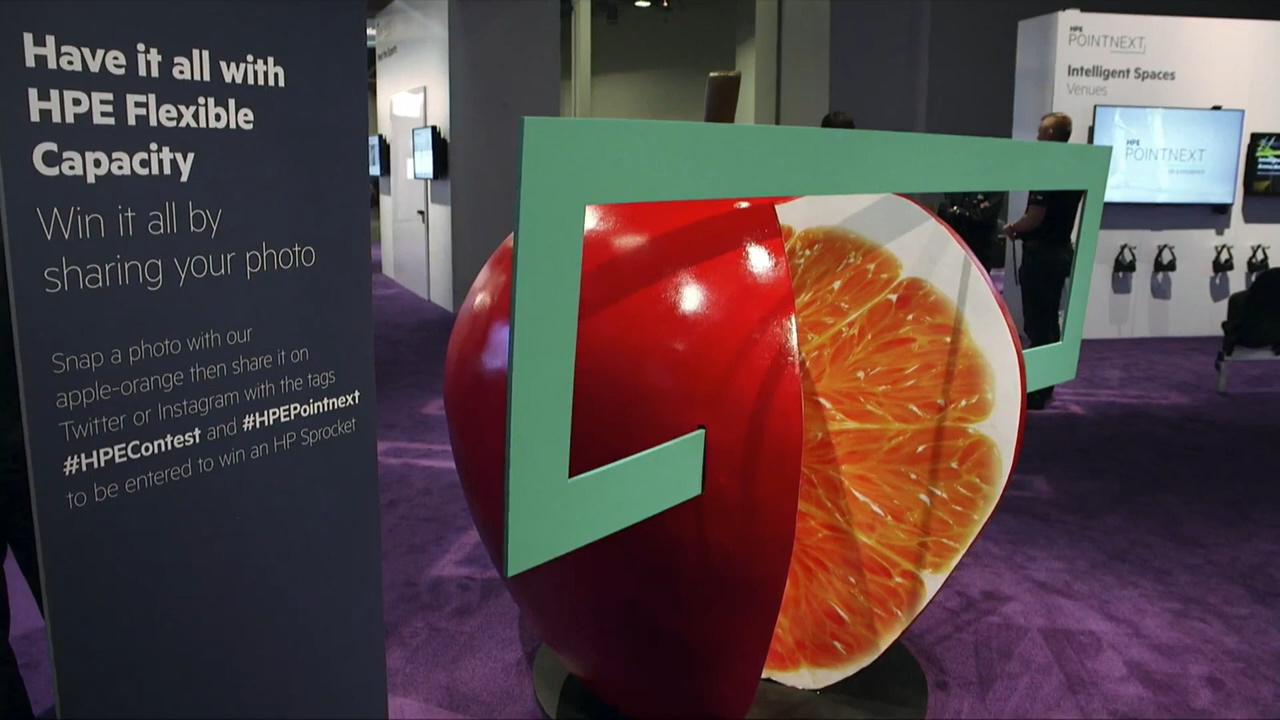 Have it all with
HPE Flexible
Capacity
Win it all by
sharing your photo
Snap a photo with our
apple-orange then share it on
Twitter or Instagram with the tags
#HPEContest and #HPEPointnext
to be entered to win an HP Sprocket
HPE
POINTNEXT
Intelligent Spaces
Venues
HPE
POINTNEXT